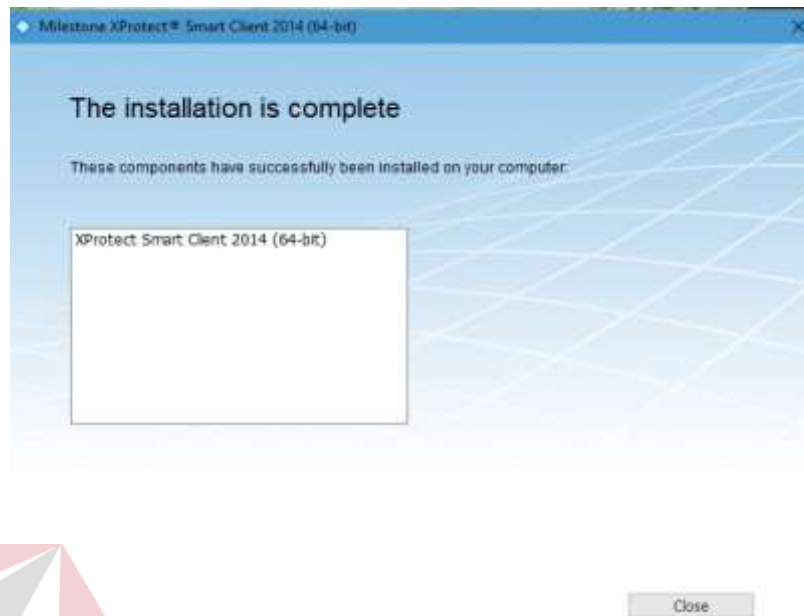 Milestone XProtect® Smart Client 2014 (64-bit)
The installation is complete
These components have successfully been installed on your computer:
XProtect Smart Client 2014 (64-bit)
Close